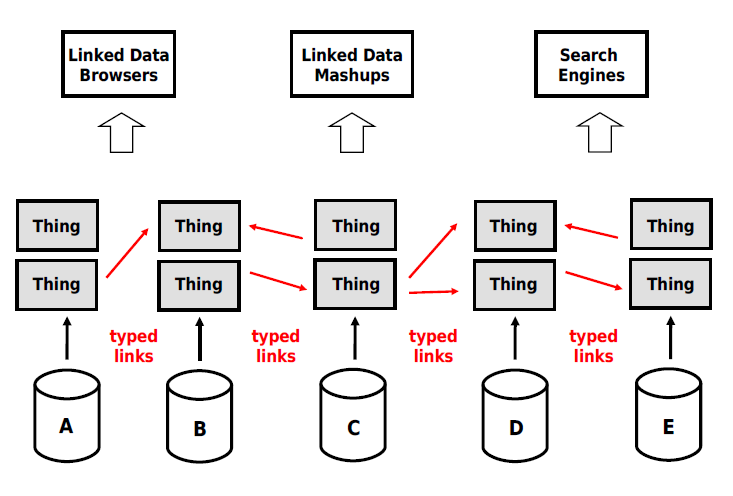 Linked Data
Browsers
Linked Data
Mashups
Search
Engines
Thing
Thing
Thing
Thing
Thing
Thing
Thing
Thing
Thing
Thing
typed
links
typed
links
typed
links
typed
links
A
B
C
D
E